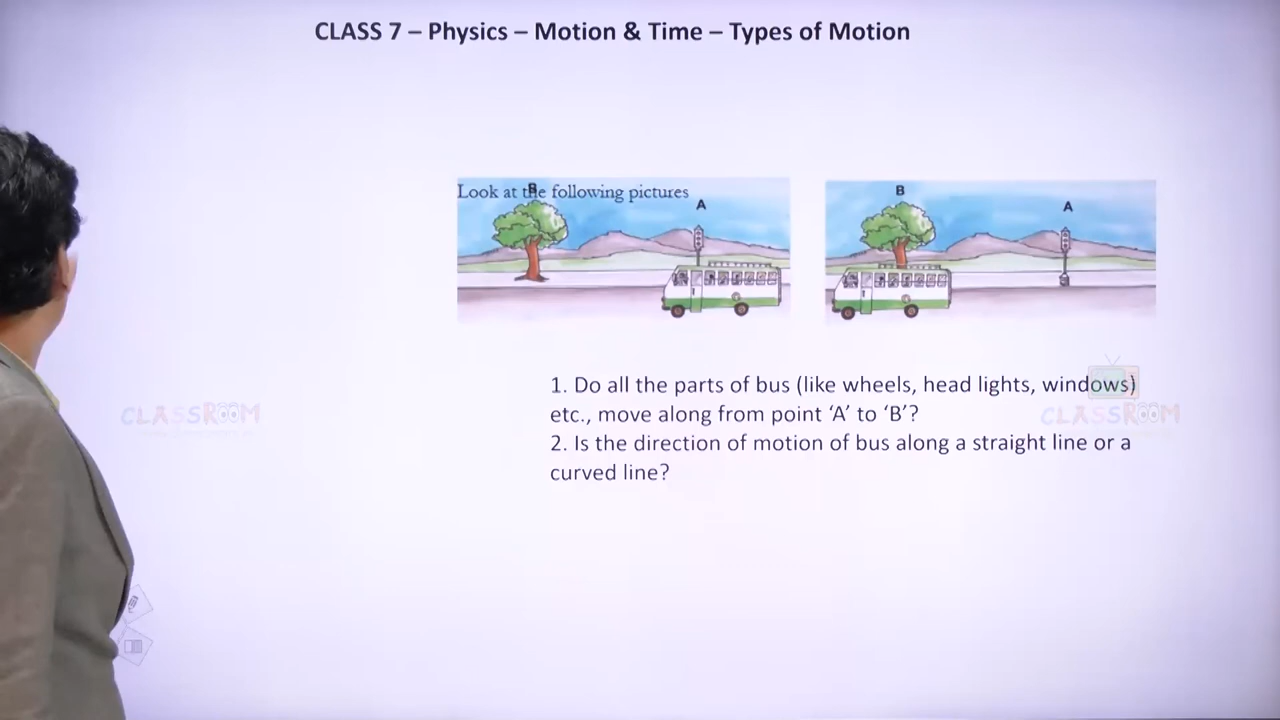 CLASS 7 – Physics – Motion & Time – Types of Motion
Look at the following pictures
B
A
B
A
1. Do all the parts of bus (like wheels, head lights, windows)
etc., move along from point ‘A’ to ‘B’?
2. Is the direction of motion of bus along a straight line or a
curved line?
CLASSROOM
CLASSROOM